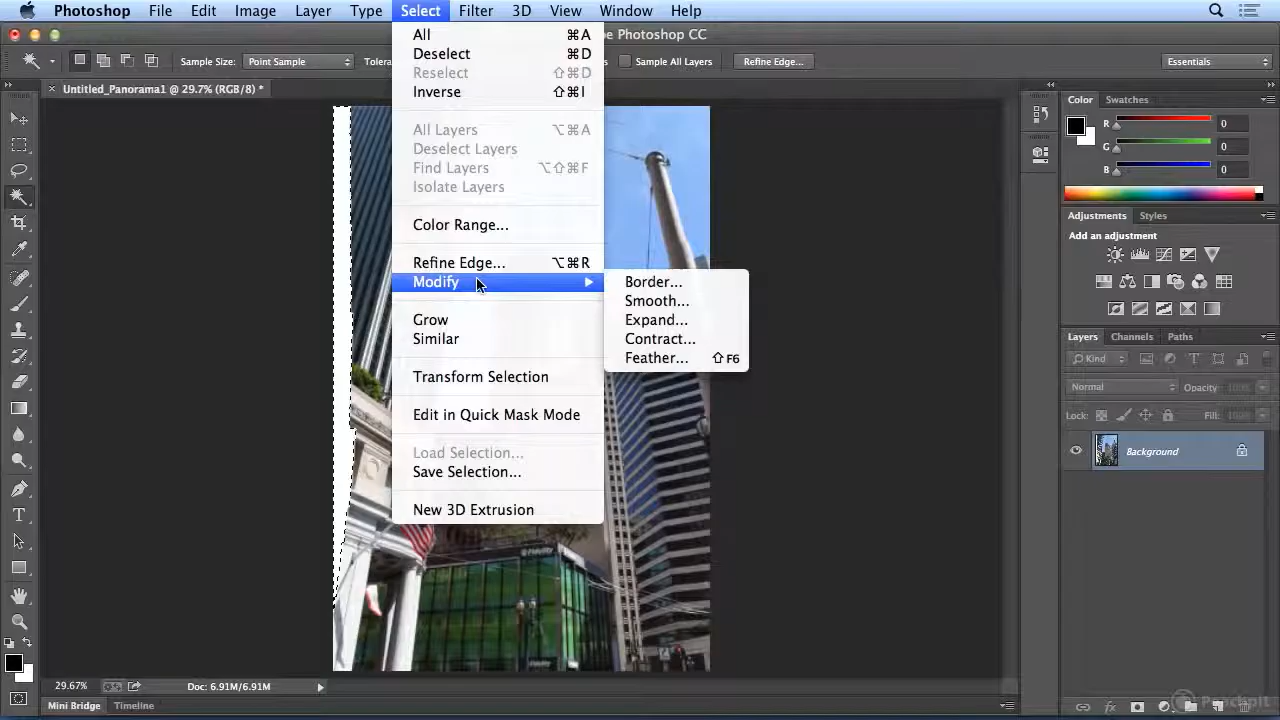 Photoshop File Edit Image Layer Type Select Filter 3D View Window Help
e Photoshop CC
Sample Size: Point Sample Tolera Sample All Layers Refine Edge... Essentials
× Untitled_Panorama1 @ 29.7% (RGB/8) *
All ⌘A
Deselect ⌘D
Reselect ⇧⌘D
Inverse ⇧⌘I
All Layers ⌥⌘A
Deselect Layers
Find Layers ⌥⇧⌘F
Isolate Layers
Color Range...
Refine Edge... ⌥⌘R
Modify
Grow
Similar
Transform Selection
Edit in Quick Mask Mode
Load Selection...
Save Selection...
New 3D Extrusion
Border...
Smooth...
Expand...
Contract...
Feather... ⇧F6
Color Swatches
R 0
G 0
B 0
Adjustments Styles
Add an adjustment
Layers Channels Paths
Kind
Normal Opacity: 100%
Lock: Fill: 100%
Background
Fidelity
29.67% Doc: 6.91M/6.91M
Mini Bridge Timeline
Peachpit